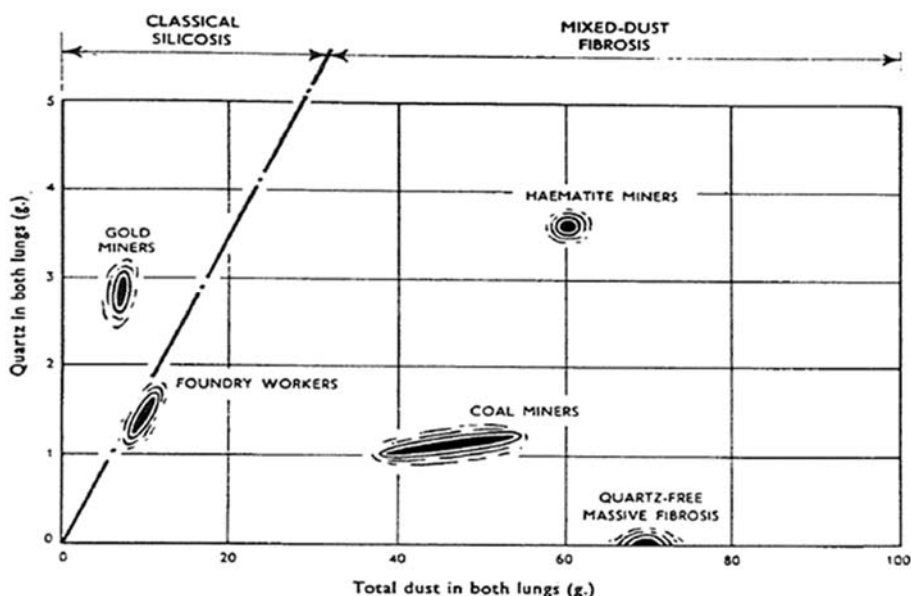 CLASSICAL
SILICOSIS
MIXED-DUST
FIBROSIS
5
4
3
2
1
0
Quartz in both lungs (g.)
GOLD
MINERS
HAEMATITE MINERS
FOUNDRY WORKERS
COAL MINERS
QUARTZ-FREE
MASSIVE FIBROSIS
0
20
40
60
80
100
Total dust in both lungs (g.)